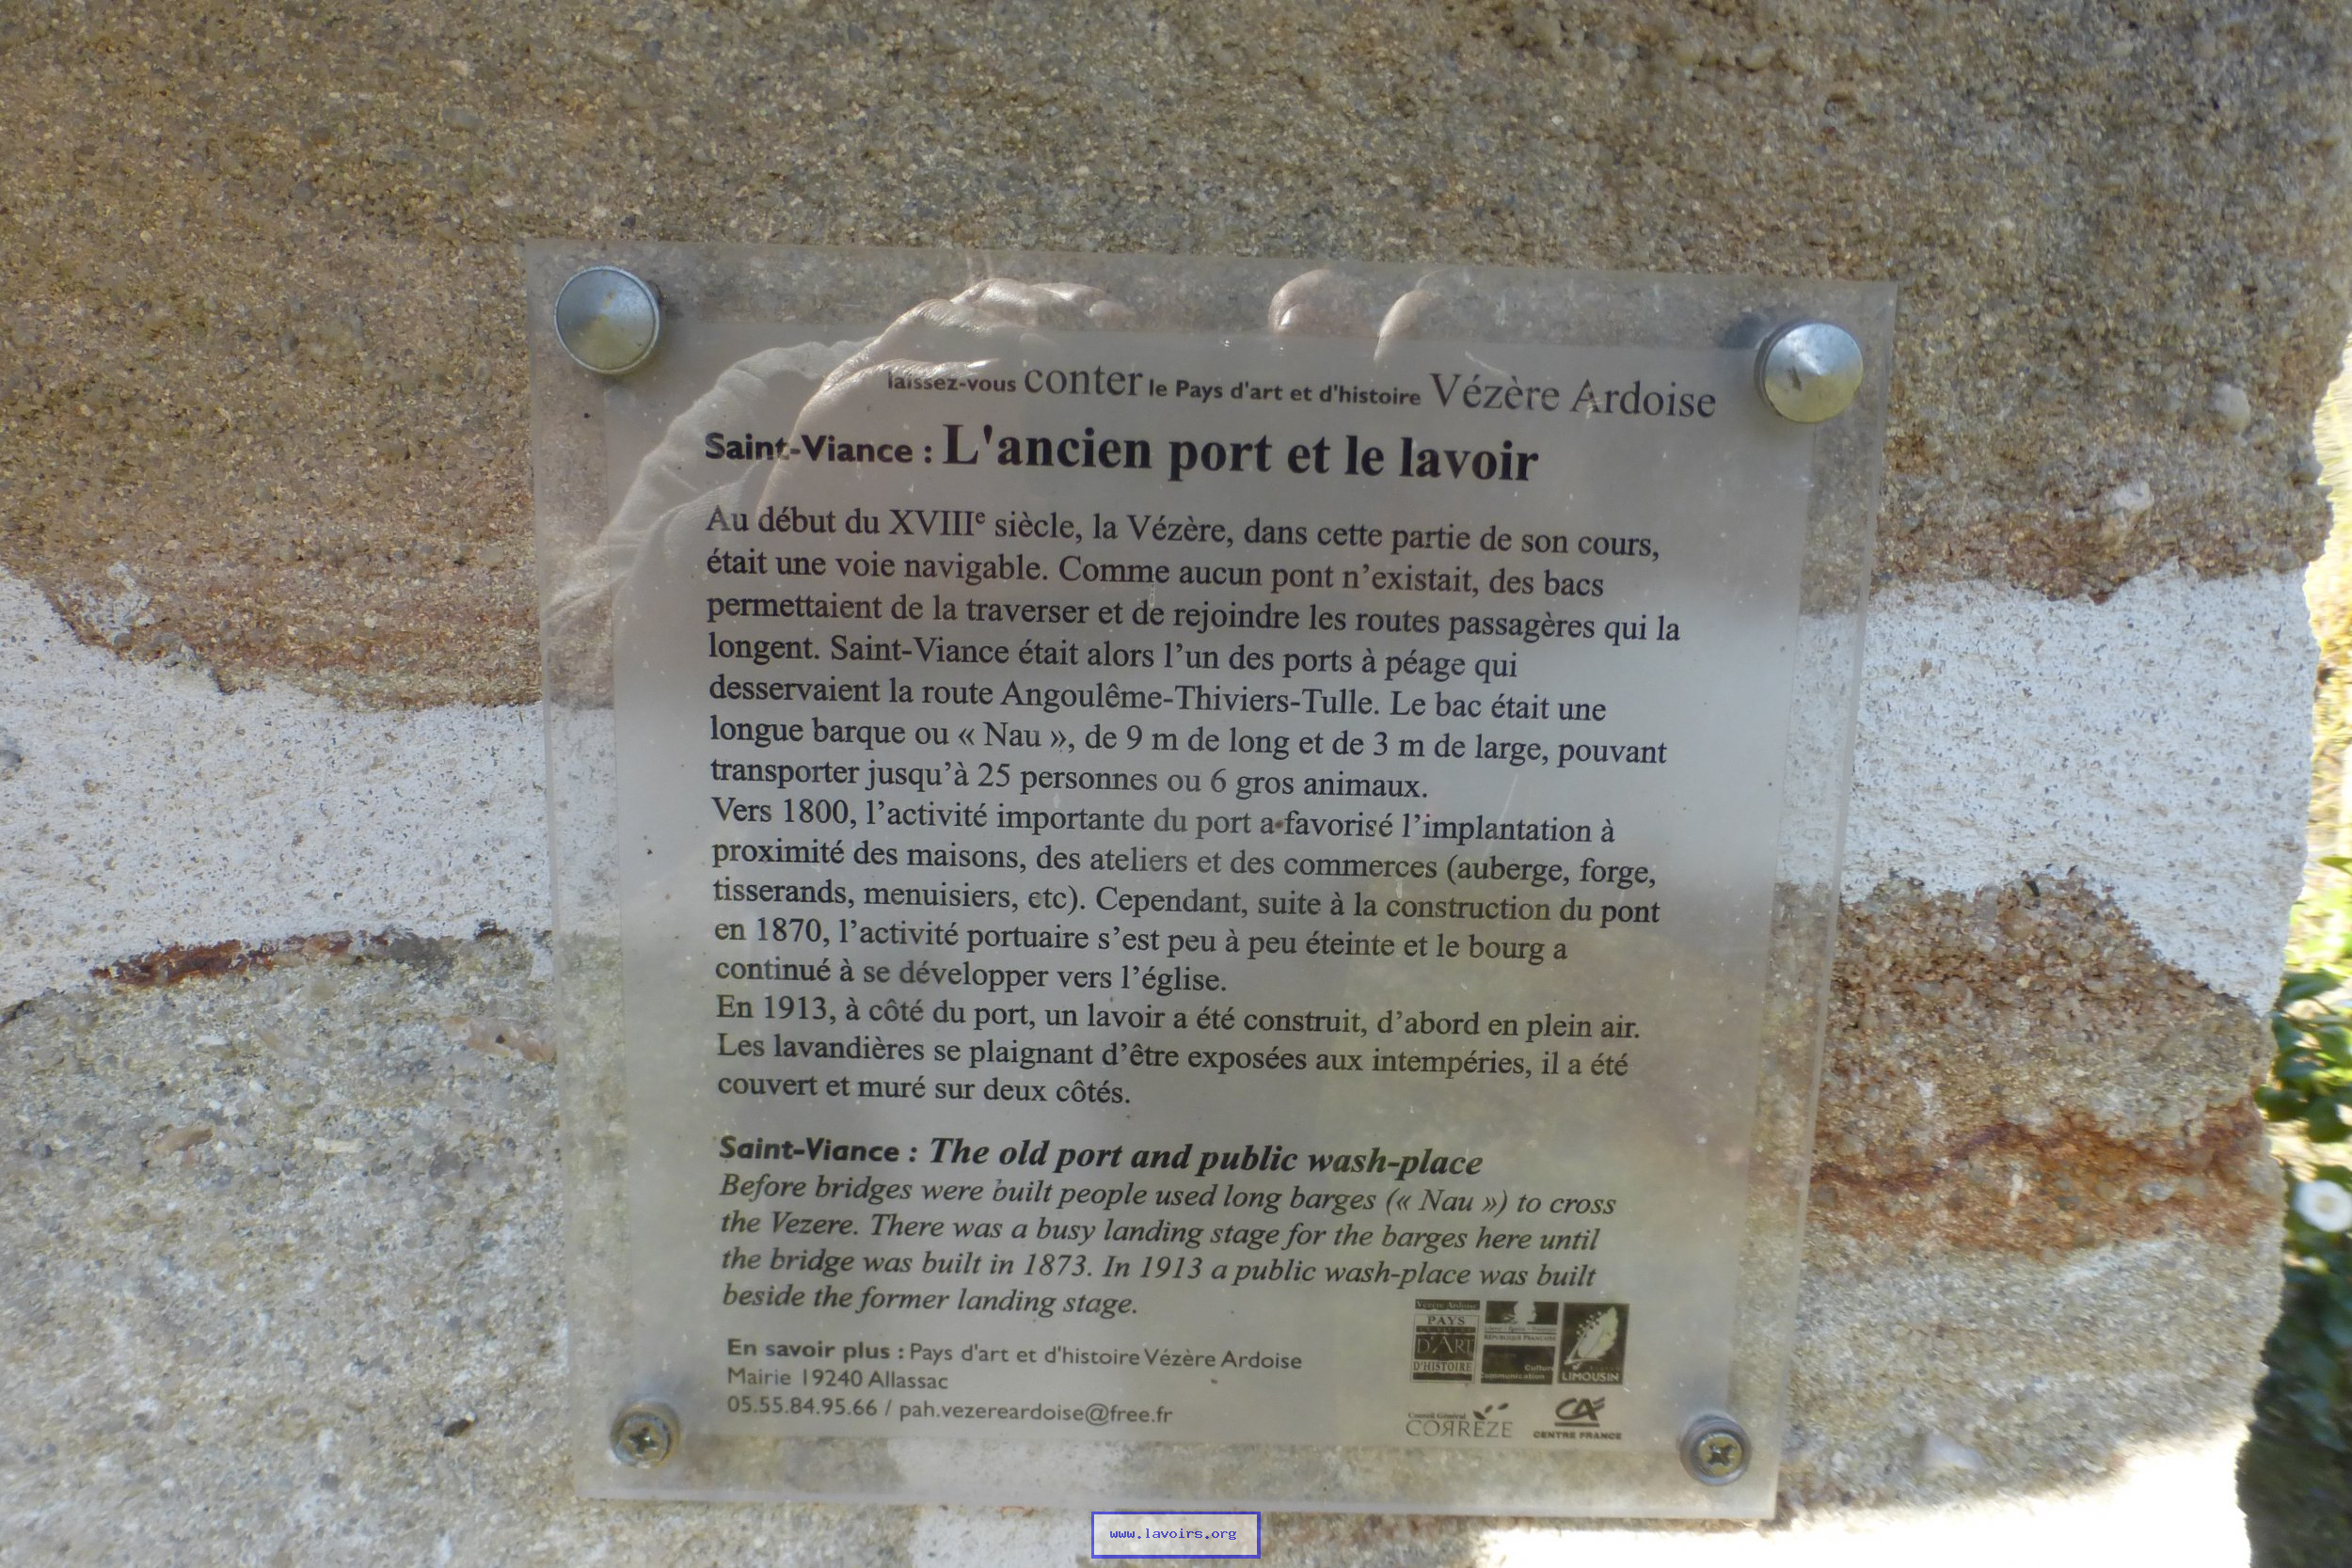 laissez-vous conter le Pays d'art et d'histoire Vézère Ardoise
Saint-Viance : L'ancien port et le lavoir
Au début du XVIIIe siècle, la Vézère, dans cette partie de son cours,
était une voie navigable. Comme aucun pont n'existait, des bacs
permettaient de la traverser et de rejoindre les routes passagères qui la
longent. Saint-Viance était alors l'un des ports à péage qui
desservaient la route Angoulême-Thiviers-Tulle. Le bac était une
longue barque ou « Nau », de 9 m de long et de 3 m de large, pouvant
transporter jusqu'à 25 personnes ou 6 gros animaux.
Vers 1800, l'activité importante du port a favorisé l'implantation à
proximité des maisons, des ateliers et des commerces (auberge, forge,
tisserands, menuisiers, etc). Cependant, suite à la construction du pont
en 1870, l'activité portuaire s'est peu à peu éteinte et le bourg a
continué à se développer vers l'église.
En 1913, à côté du port, un lavoir a été construit, d'abord en plein air.
Les lavandières se plaignant d'être exposées aux intempéries, il a été
couvert et muré sur deux côtés.
Saint-Viance : The old port and public wash-place
Before bridges were built people used long barges (« Nau ») to cross
the Vezere. There was a busy landing stage for the barges here until
the bridge was built in 1873. In 1913 a public wash-place was built
beside the former landing stage.
En savoir plus : Pays d'art et d'histoire Vézère Ardoise
Mairie 19240 Allassac
05.55.84.95.66 / pah.vezereardoise@free.fr
Vézère Ardoise
PAYS
D'ART
D'HISTOIRE
RÉPUBLIQUE FRANÇAISE
Culture
Communication
LIMOUSIN
Conseil Général
CORRÈZE
CA
CENTRE FRANCE
www.lavoirs.org